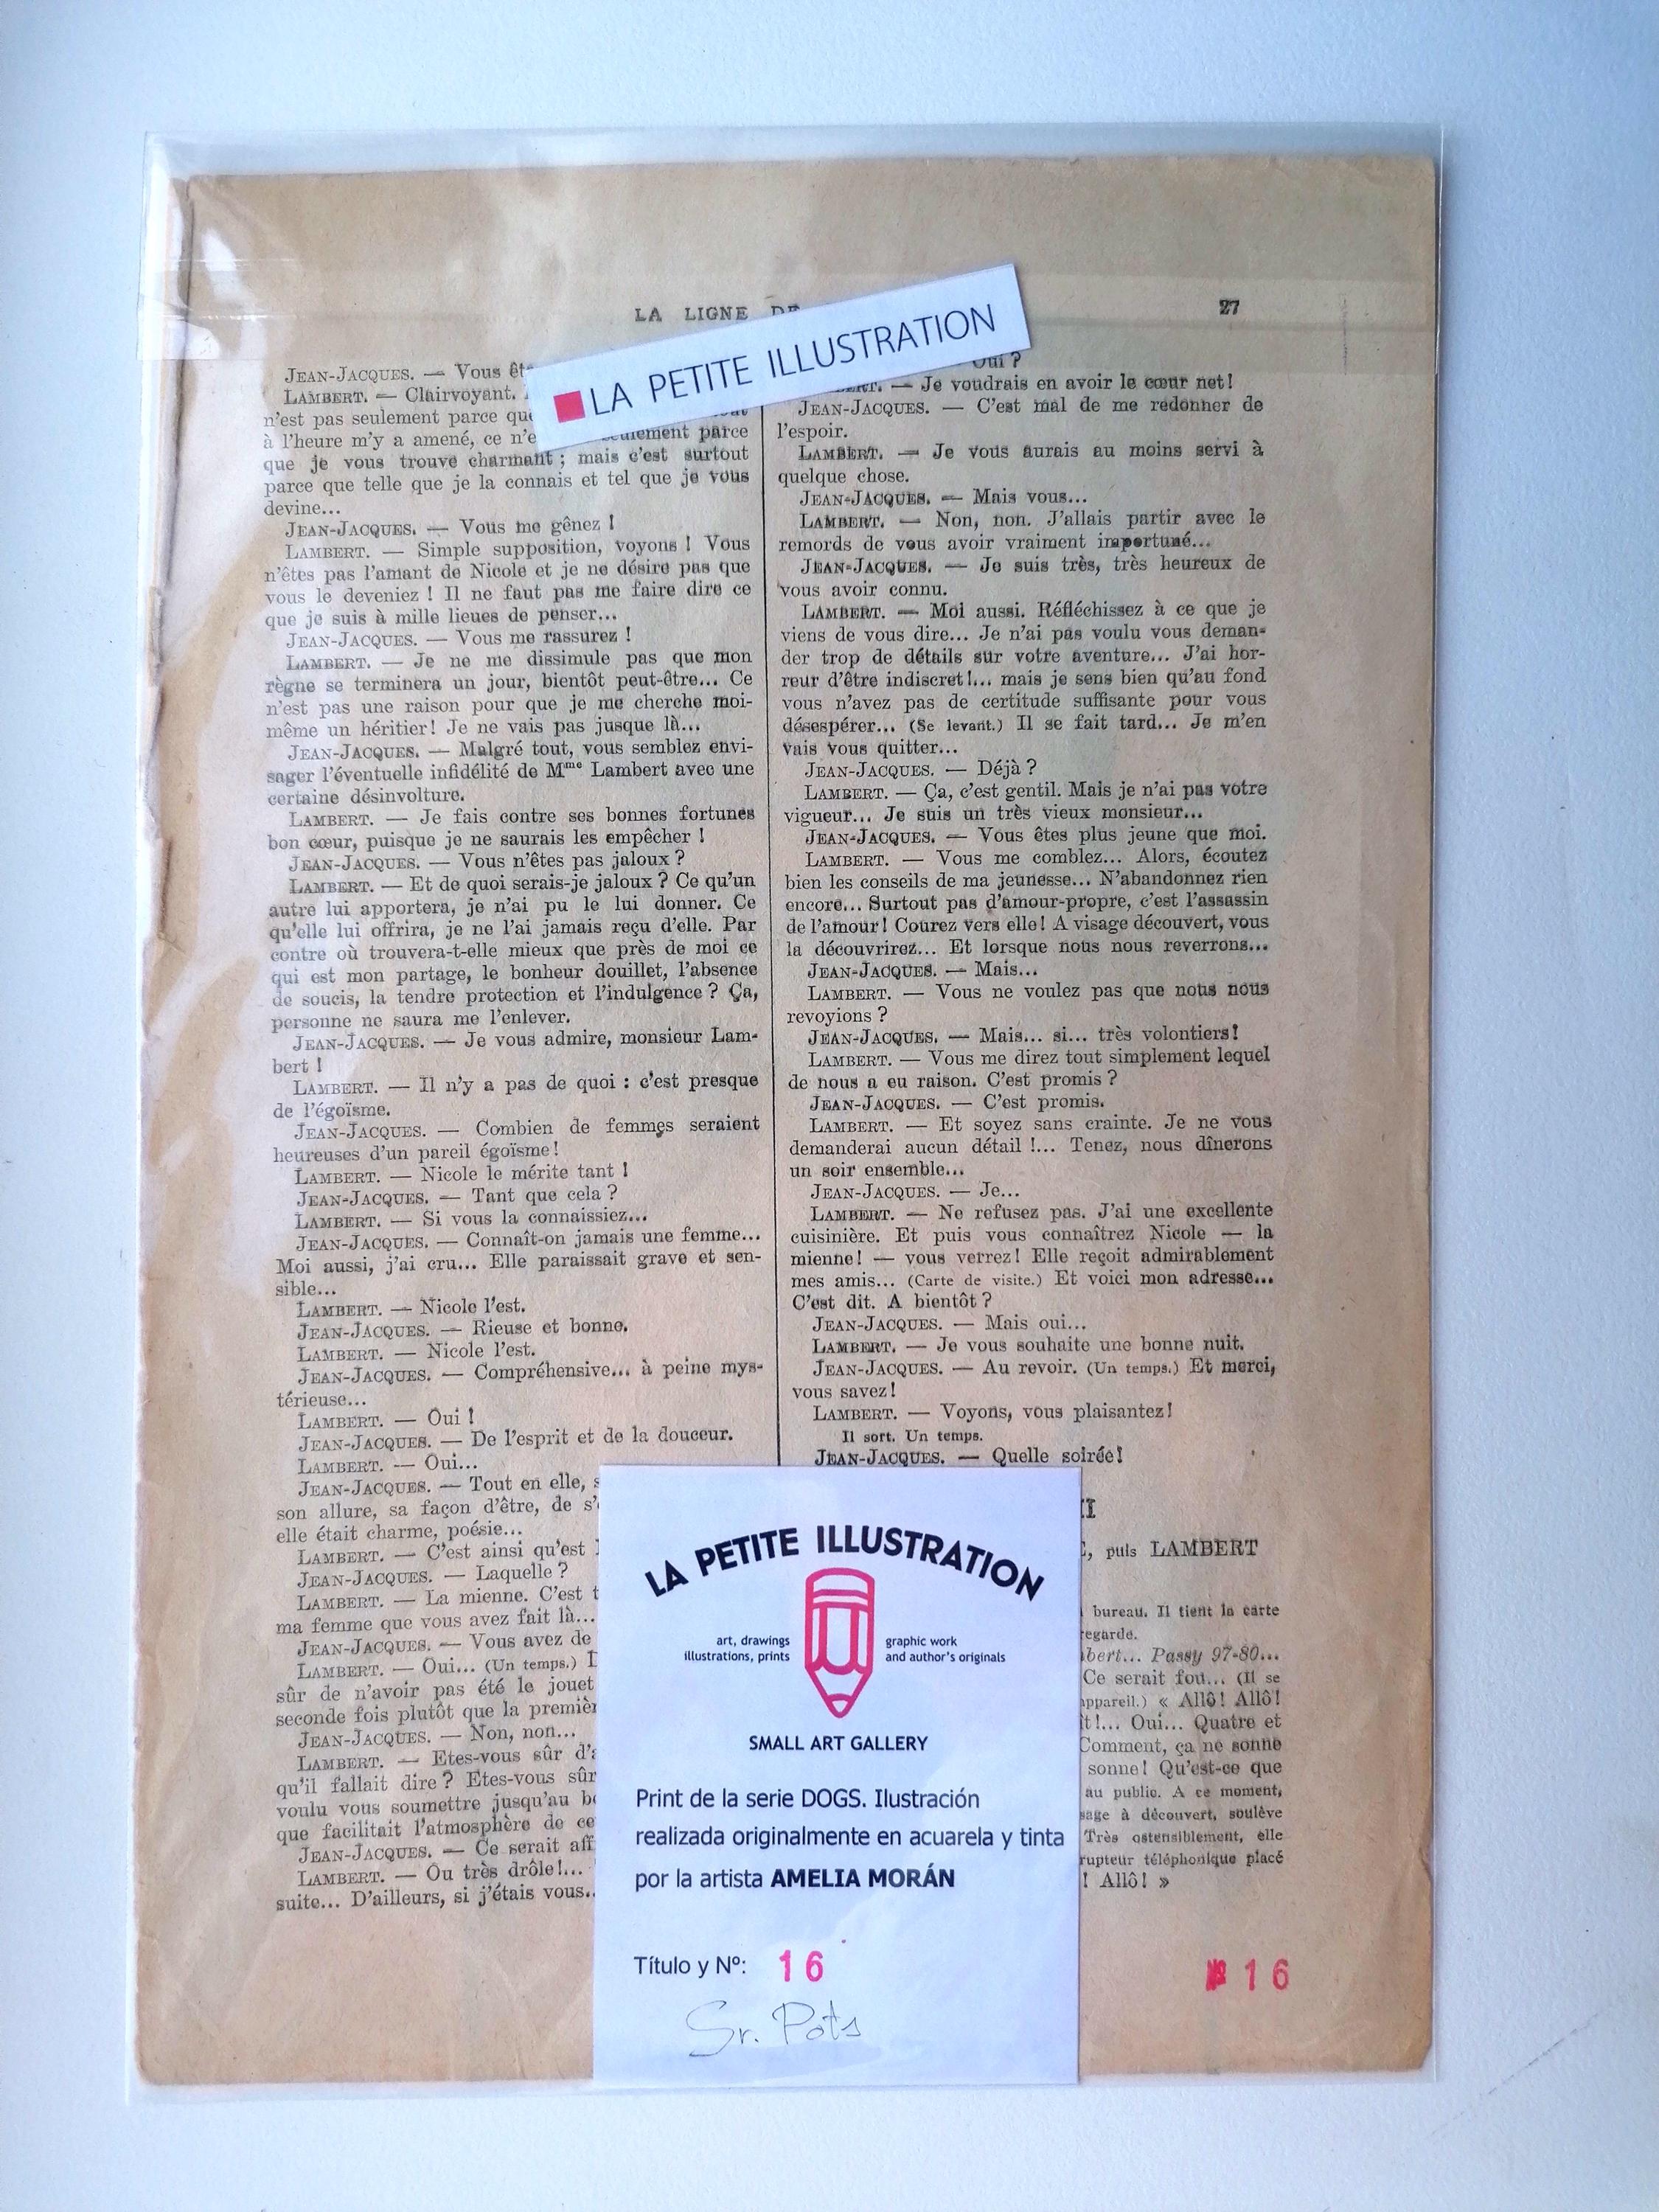 LA LIGNE DE
27
■LA PETITE ILLUSTRATION
JEAN-JACQUES. — Vous
LAMBERT. — Clairvoyant.
n'est pas seulement parce que
à l'heure m'y a amené, ce parce
que je vous trouve charmant ; mais c'est surtout
parce que telle que je la connais et tel que je vous
devine...
JEAN-JACQUES. — Vous me gênez !
LAMBERT. — Simple supposition, voyons ! Vous
n'êtes pas l'amant de Nicole et je ne désire pas que
vous le deveniez ! Il ne faut pas me faire dire ce
que je suis à mille lieues de penser...
JEAN-JACQUES. — Vous me rassurez !
LAMBERT. — Je ne me dissimule pas que mon
règne se terminera un jour, bientôt peut-être... Ce
n'est pas une raison pour que je me cherche moi-
même un héritier! Je ne vais pas jusque là...
JEAN-JACQUES. — Malgré tout, vous semblez envi-
sager l'éventuelle infidélité de Mme Lambert avec une
certaine désinvolture.
LAMBERT. — Je fais contre ses bonnes fortunes
bon cœur, puisque je ne saurais les empêcher !
JEAN-JACQUES. — Vous n'êtes pas jaloux ?
LAMBERT. — Et de quoi serais-je jaloux ? Ce qu'un
autre lui apportera, je n'ai pu le lui donner. Ce
qu'elle lui offrira, je ne l'ai jamais reçu d'elle. Par
contre où trouvera-t-elle mieux que près de moi ce
qui est mon partage, le bonheur douillet, l'absence
de soucis, la tendre protection et l'indulgence ? Ça,
personne ne saura me l'enlever.
JEAN-JACQUES. — Je vous admire, monsieur Lam-
bert !
LAMBERT. — Il n'y a pas de quoi : c'est presque
de l'égoïsme.
JEAN-JACQUES. — Combien de femmes seraient
heureuses d'un pareil égoïsme!
LAMBERT. — Nicole le mérite tant !
JEAN-JACQUES. — Tant que cela ?
LAMBERT. — Si vous la connaissiez...
JEAN-JACQUES. — Connaît-on jamais une femme...
Moi aussi, j'ai cru... Elle paraissait grave et sen-
sible...
LAMBERT. — Nicole l'est.
JEAN-JACQUES. — Rieuse et bonne.
LAMBERT. — Nicole l'est.
JEAN-JACQUES. — Compréhensive... à peine mys-
térieuse...
LAMBERT. — Oui !
JEAN-JACQUES. — De l'esprit et de la douceur.
LAMBERT. — Oui...
JEAN-JACQUES. — Tout en elle,
son allure, sa façon d'être, de
elle était charme, poésie...
LAMBERT. — C'est ainsi qu'est
JEAN-JACQUES. — Laquelle ?
LAMBERT. — La mienne. C'est
ma femme que vous avez fait là...
JEAN-JACQUES. — Vous avez de
LAMBERT. — Oui... (Un temps.)
sûr de n'avoir pas été le jouet
seconde fois plutôt que la
JEAN-JACQUES. — Non, non...
LAMBERT. — Etes-vous sûr
qu'il fallait dire ? Etes-vous sûr
voulu vous soumettre jusqu'au
que facilitait l'atmosphère de
JEAN-JACQUES. — Ce serait
LAMBERT. — Ou très drôle!...
suite... D'ailleurs, si j'étais vous..
Oui ?
— Je voudrais en avoir le cœur net!
JEAN-JACQUES. — C'est mal de me redonner de
l'espoir.
LAMBERT. — Je vous aurais au moins servi à
quelque chose.
JEAN-JACQUES. — Mais vous...
LAMBERT. — Non, non. J'allais partir avec le
remords de vous avoir vraiment importuné...
JEAN-JACQUES. — Je suis très, très heureux de
vous avoir connu.
LAMBERT. — Moi aussi. Réfléchissez à ce que je
viens de vous dire... Je n'ai pas voulu vous deman-
der trop de détails sur votre aventure... J'ai hor-
reur d'être indiscret!... mais je sens bien qu'au fond
vous n'avez pas de certitude suffisante pour vous
désespérer... (Se levant.) Il se fait tard... Je m'en
vais vous quitter...
JEAN-JACQUES. — Déjà ?
LAMBERT. — Ça, c'est gentil. Mais je n'ai pas votre
vigueur... Je suis un très vieux monsieur...
JEAN-JACQUES. — Vous êtes plus jeune que moi.
LAMBERT. — Vous me comblez... Alors, écoutez
bien les conseils de ma jeunesse... N'abandonnez rien
encore... Surtout pas d'amour-propre, c'est l'assassin
de l'amour! Courez vers elle! A visage découvert, vous
la découvrirez... Et lorsque nous nous reverrons...
JEAN-JACQUES. — Mais...
LAMBERT. — Vous ne voulez pas que nous nous
revoyions ?
JEAN-JACQUES. — Mais... si... très volontiers!
LAMBERT. — Vous me direz tout simplement lequel
de nous a eu raison. C'est promis ?
JEAN-JACQUES. — C'est promis.
LAMBERT. — Et soyez sans crainte. Je ne vous
demanderai aucun détail !... Tenez, nous dînerons
un soir ensemble...
JEAN-JACQUES. — Je...
LAMBERT. — Ne refusez pas. J'ai une excellente
cuisinière. Et puis vous connaîtrez Nicole — la
mienne! — vous verrez! Elle reçoit admirablement
mes amis... (Carte de visite.) Et voici mon adresse...
C'est dit. A bientôt ?
JEAN-JACQUES. — Mais oui...
LAMBERT. — Je vous souhaite une bonne nuit.
JEAN-JACQUES. — Au revoir. (Un temps.) Et merci,
vous savez!
LAMBERT. — Voyons, vous plaisantez!
Il sort. Un temps.
JEAN-JACQUES. — Quelle soirée!
, puis LAMBERT
bureau. Il tient la carte
regarde.
Passy 97-80...
Ce serait fou... (Il se
appareil.) « Allô! Allô!
Oui... Quatre et
Comment, ça ne sonne
sonne! Qu'est-ce que
au public. A ce moment,
à découvert, soulève
Très ostensiblement, elle
téléphonique placé
! Allô! »
LA PETITE ILLUSTRATION
art, drawings
illustrations, prints
graphic work
and author's originals
SMALL ART GALLERY
Print de la serie DOGS. Ilustración
realizada originalmente en acuarela y tinta
por la artista AMELIA MORÁN
Título y Nº: 16
Sr. Pots
Nº 16